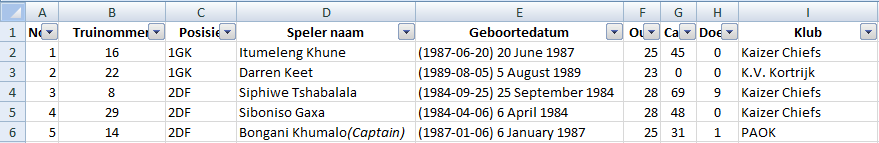 A B C D E F G H I
1 No Truinommer Posisie Speler naam Geboortedatum Ou Ca Doe Klub
2 1 16 1GK Itumeleng Khune (1987-06-20) 20 June 1987 25 45 0 Kaizer Chiefs
3 2 22 1GK Darren Keet (1989-08-05) 5 August 1989 23 0 0 K.V. Kortrijk
4 3 8 2DF Siphiwe Tshabalala (1984-09-25) 25 September 1984 28 69 9 Kaizer Chiefs
5 4 29 2DF Siboniso Gaxa (1984-04-06) 6 April 1984 28 48 0 Kaizer Chiefs
6 5 14 2DF Bongani Khumalo(Captain) (1987-01-06) 6 January 1987 25 31 1 PAOK